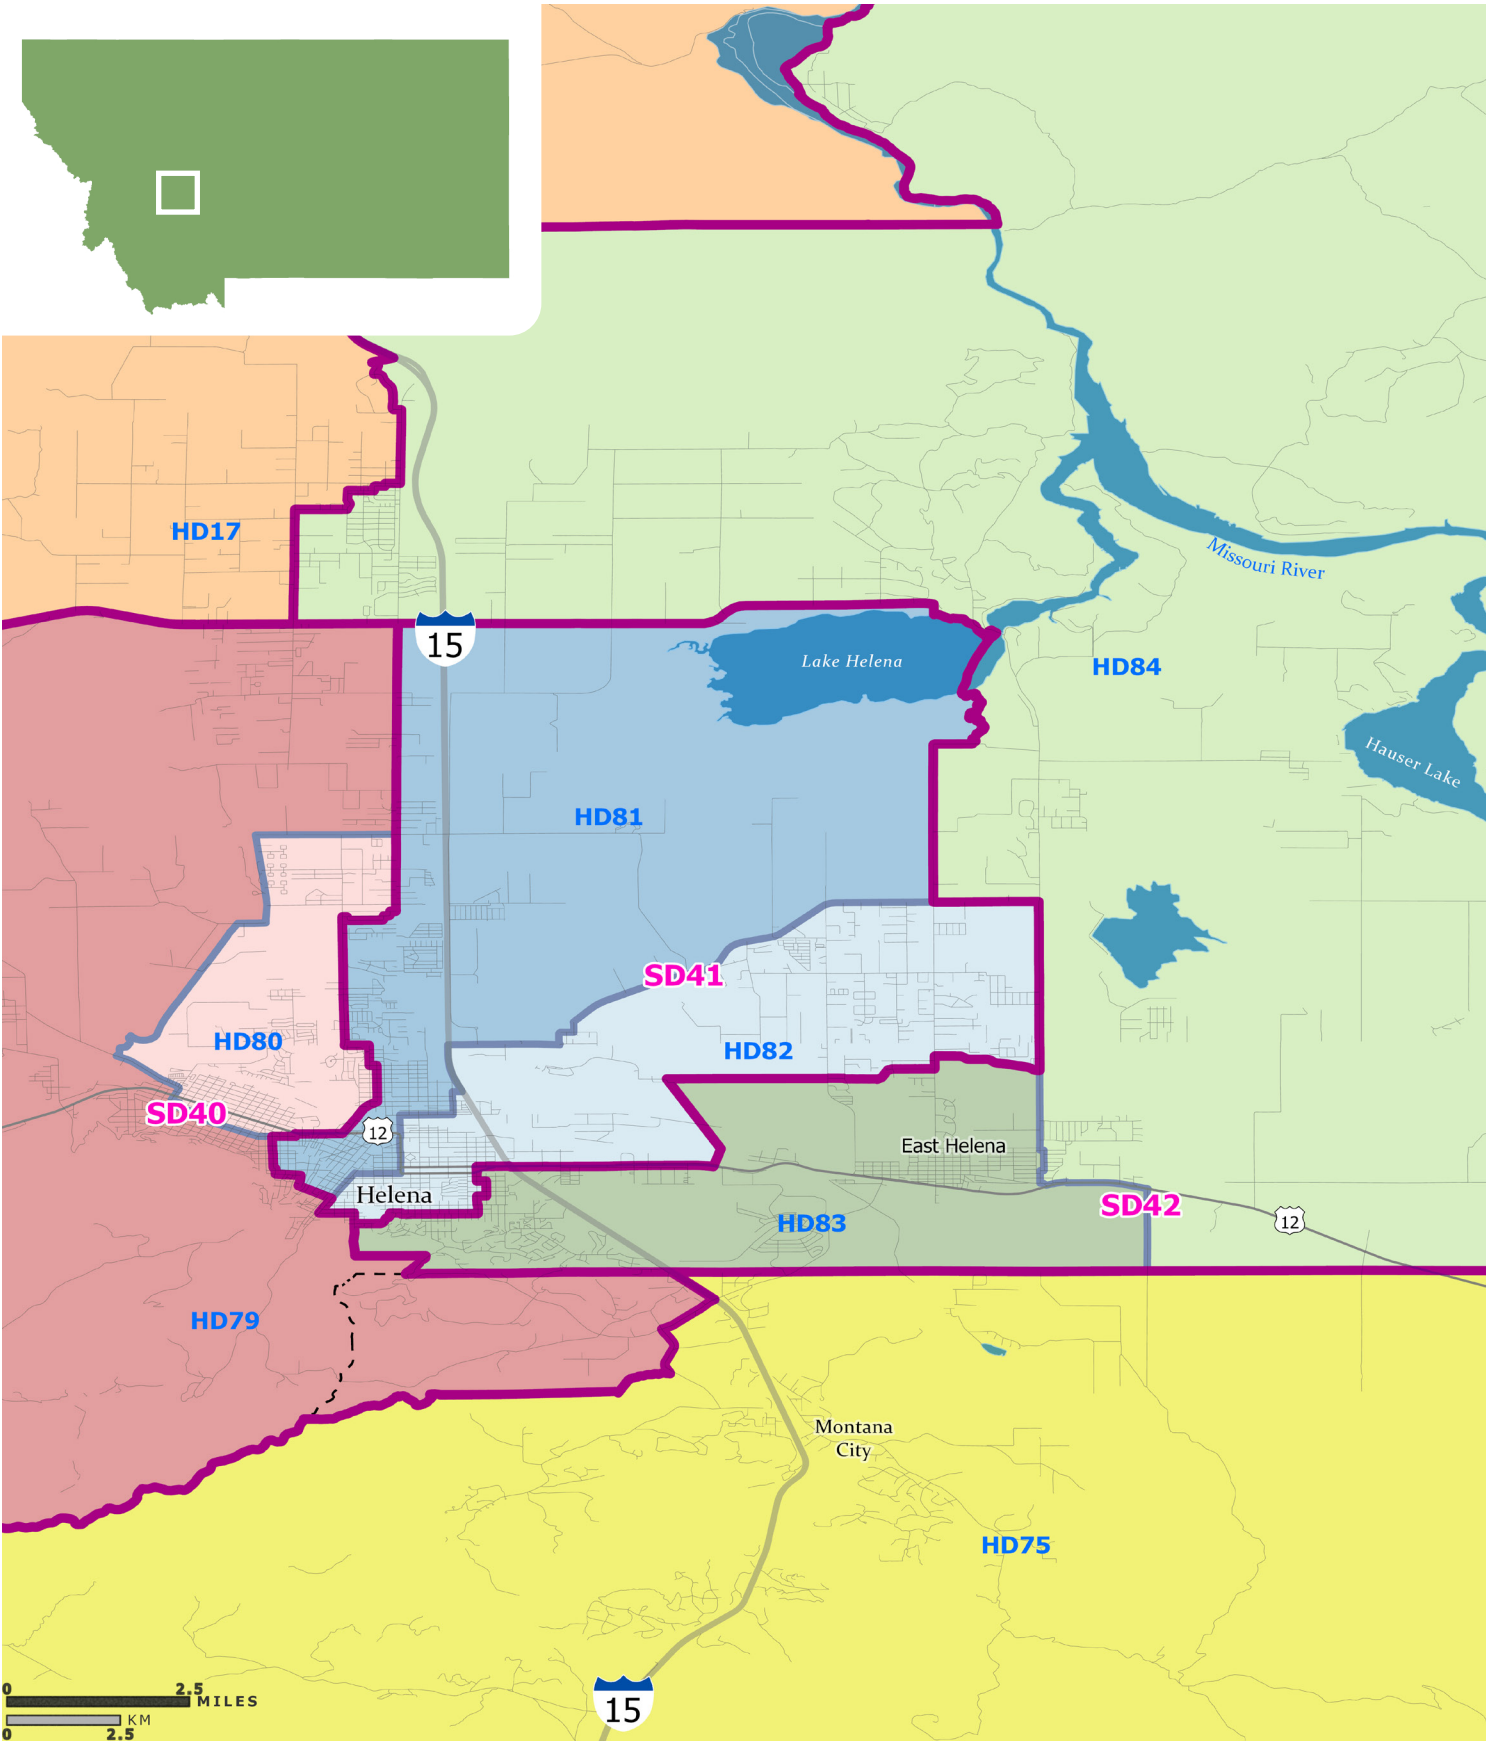 HD17
Missouri River
15
Lake Helena
HD84
Hauser Lake
HD81
SD41
HD80
HD82
SD40
12
East Helena
Helena
SD42
HD83
12
HD79
Montana
City
HD75
0 2.5
MILES
15
KM
0 2.5